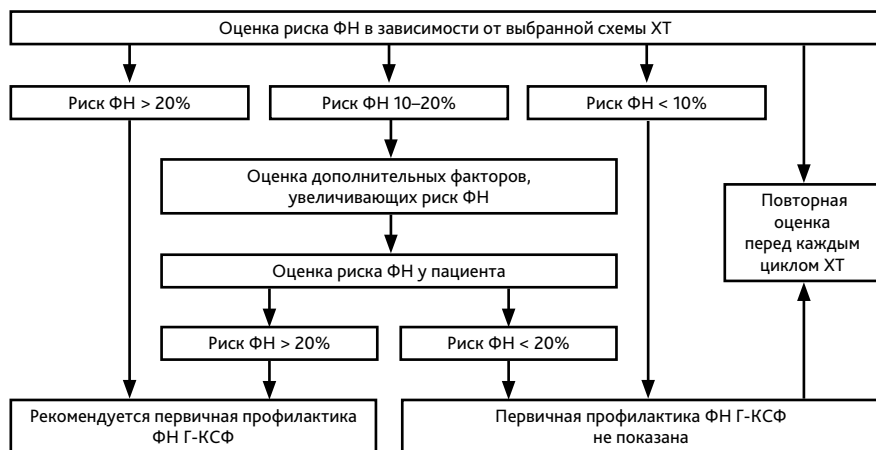 Оценка риска ФН в зависимости от выбранной схемы ХТ
Риск ФН > 20%
Риск ФН 10–20%
Риск ФН < 10%
Оценка дополнительных факторов,
увеличивающих риск ФН
Повторная
оценка
перед каждым
циклом ХТ
Оценка риска ФН у пациента
Риск ФН > 20%
Риск ФН < 20%
Рекомендуется первичная профилактика
ФН Г-КСФ
Первичная профилактика ФН Г-КСФ
не показана